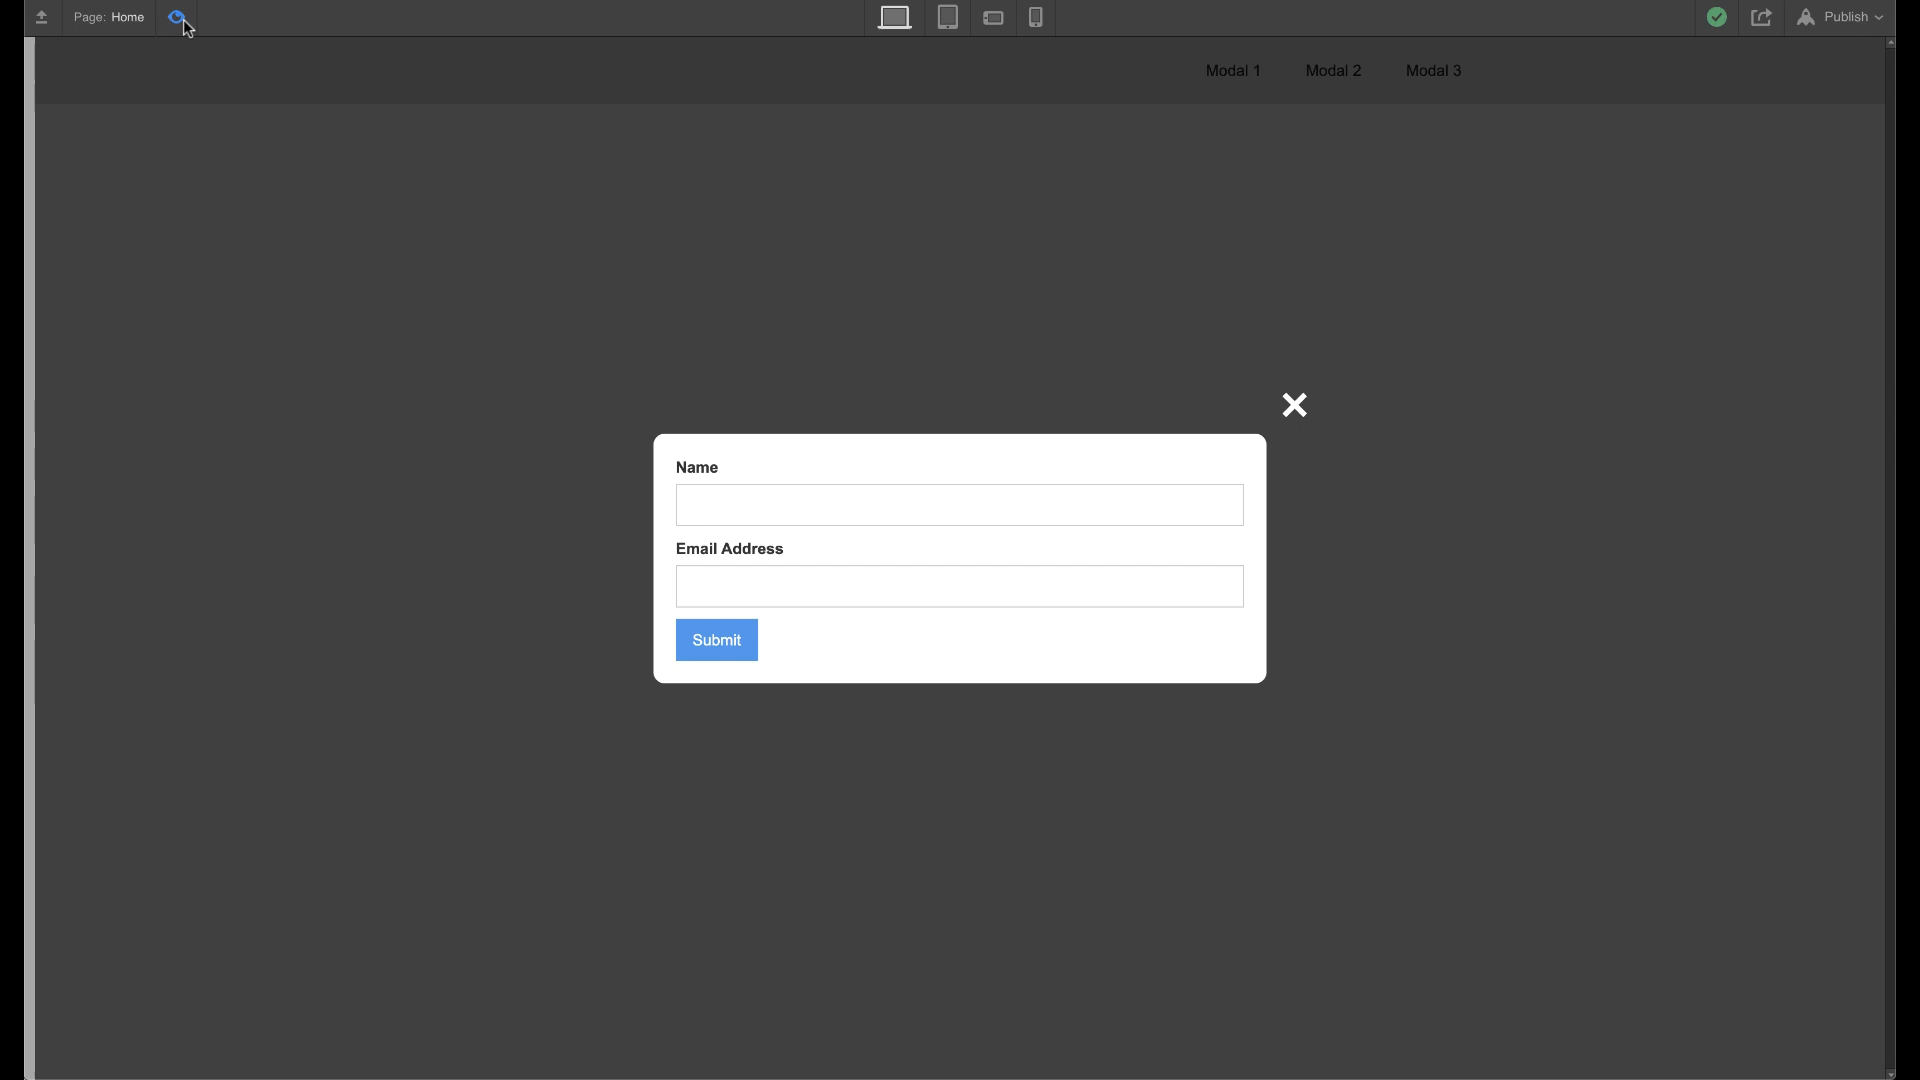 Page: Home
Publish
Modal 1 Modal 2 Modal 3
Name
Email Address
Submit